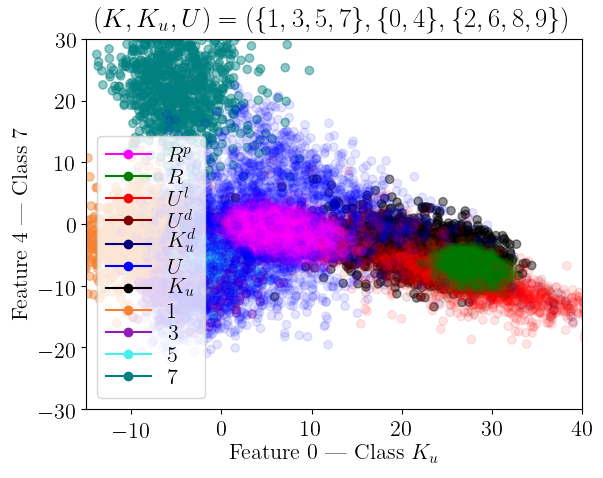 (K, K_u, U) = ({1, 3, 5, 7}, {0, 4}, {2, 6, 8, 9})
30
20
10
0
−10
−20
−30
Feature 4 — Class 7
R^p
R
U^l
U^d
K_u^d
U
K_u
1
3
5
7
−10 0 10 20 30 40
Feature 0 — Class K_u